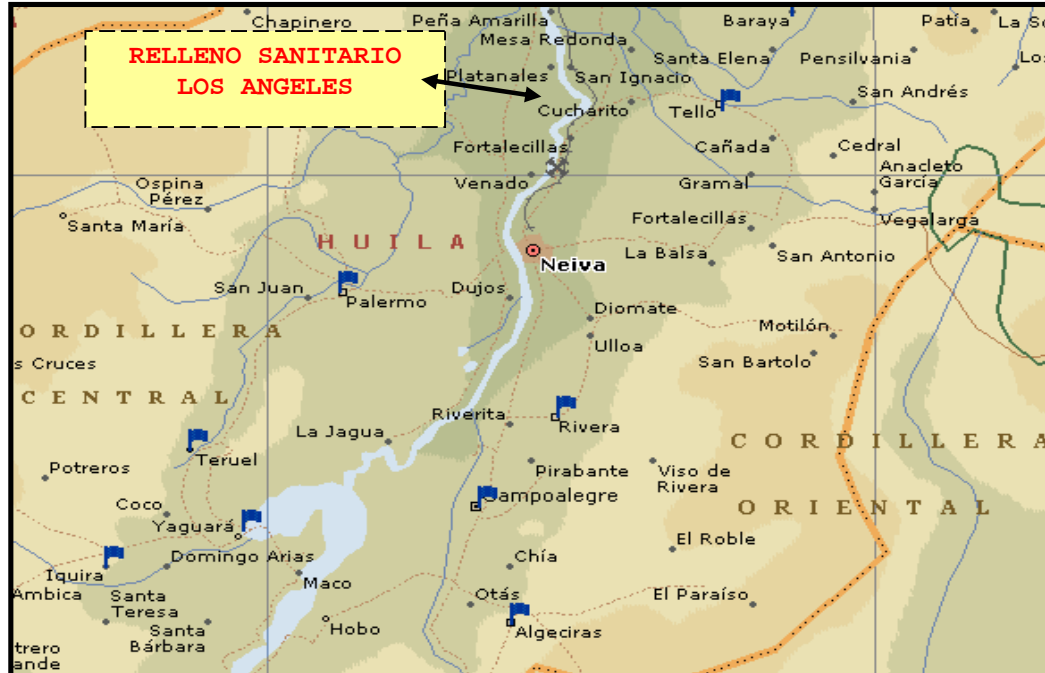 Chapinero
Peña Amarilla
Baraya
Patía
La So
RELLENO SANITARIO
LOS ANGELES
Mesa Redonda
Santa Elena
Pensilvania
Los
Platanales
San Ignacio
San Andrés
Cucharito
Tello
Fortalecillas
Cañada
Cedral
Anacleto
García
Ospina
Pérez
Venado
Gramal
Santa María
Fortalecillas
Vegalarga
HUILA
Neiva
La Balsa
San Antonio
San Juan
Palermo
Dujos
Diomate
Motilón
ORDILLERA
Ulloa
San Bartolo
s Cruces
CENTRAL
Riverita
Rivera
La Jagua
CORDILLERA
Teruel
Potreros
Pirabante
Viso de
Rivera
Coco
Campoalegre
ORIENTAL
Yaguará
El Roble
Domingo Arias
Chía
Iquira
Ambica
Maco
Santa
Teresa
Otás
El Paraíso
Santa
Bárbara
Hobo
Algeciras
trero
ande